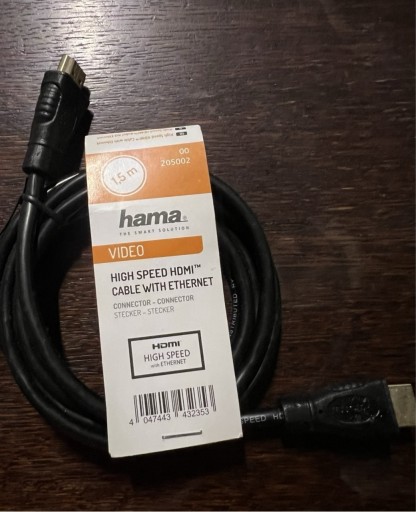 00
205002
1,5 m
hama®
THE SMART SOLUTION
VIDEO
HIGH SPEED HDMI™
CABLE WITH ETHERNET
CONNECTOR – CONNECTOR
STECKER – STECKER
HDMI
HIGH SPEED
WITH ETHERNET
4 047443 432353
SPEED